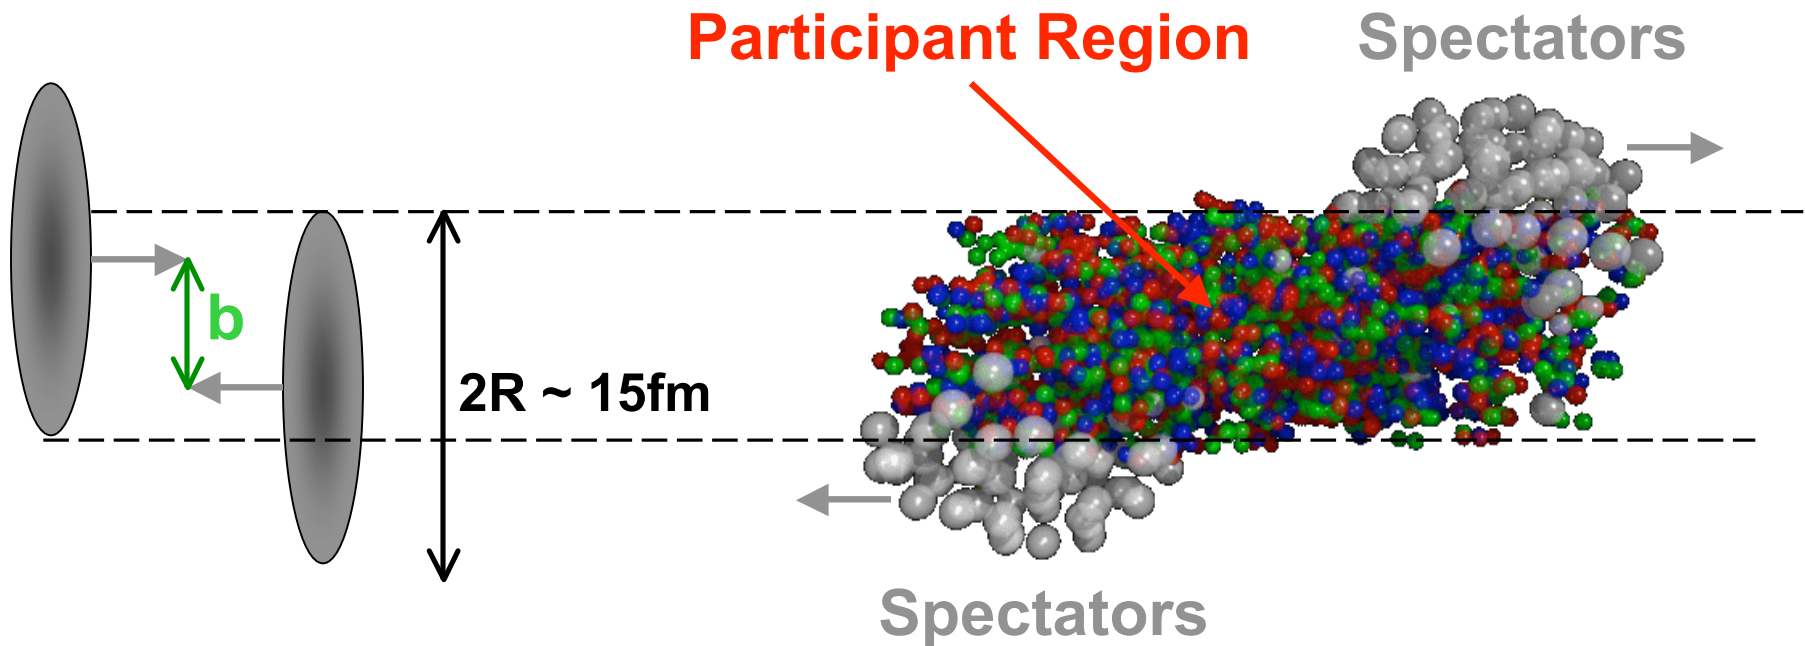 Participant Region
Spectators
b
2R ~ 15fm
Spectators